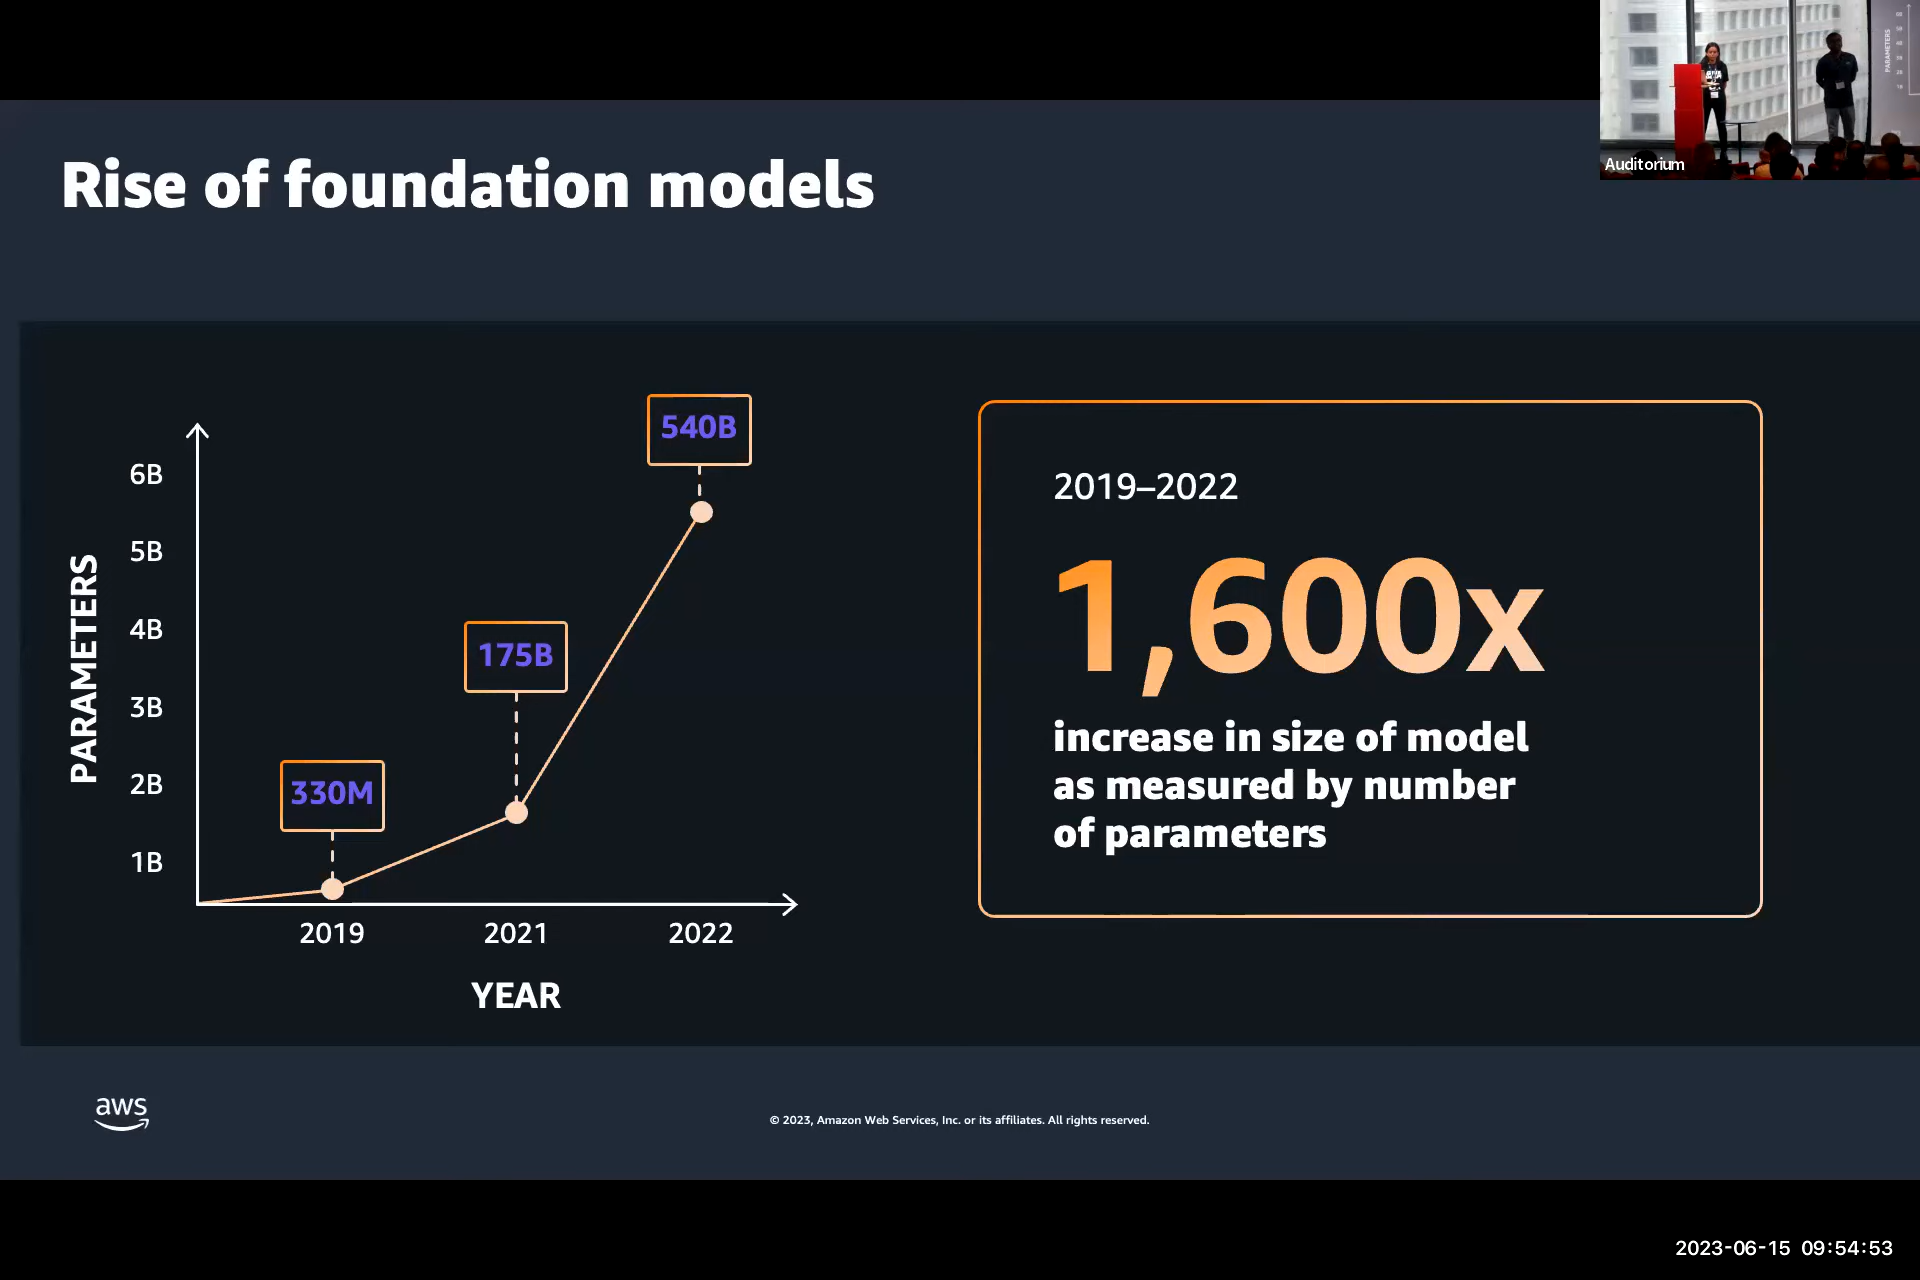 Rise of foundation models
Auditorium
PARAMETERS
6B
5B
4B
3B
2B
1B
330M
175B
540B
2019
2021
2022
YEAR
2019–2022
1,600x
increase in size of model
as measured by number
of parameters
aws
© 2023, Amazon Web Services, Inc. or its affiliates. All rights reserved.
2023-06-15 09:54:53
PARAMETERS